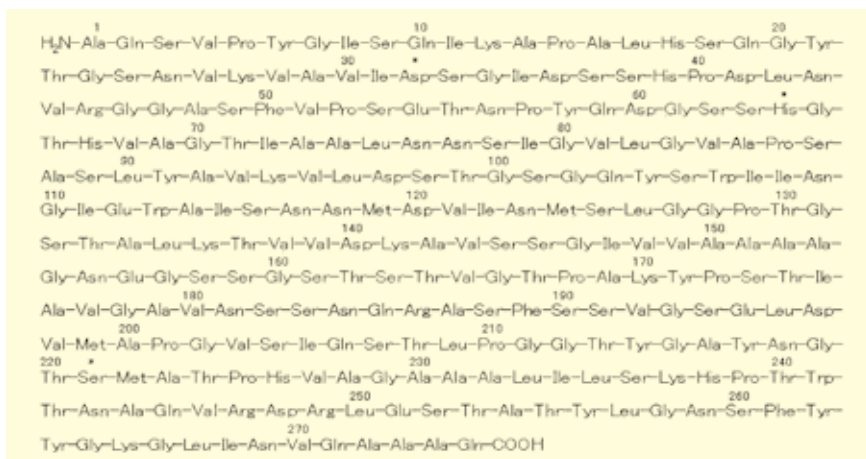 1 10 20
H2N-Ala-Gln-Ser-Val-Pro-Tyr-Gly-Ile-Ser-Gln-Ile-Lys-Ala-Pro-Ala-Leu-His-Ser-Gln-Gly-Tyr-
30 * 40
Thr-Gly-Ser-Asn-Val-Lys-Val-Ala-Val-Ile-Asp-Ser-Gly-Ile-Asp-Ser-Ser-His-Pro-Asp-Leu-Asn-
50 60 *
Val-Arg-Gly-Gly-Ala-Ser-Phe-Val-Pro-Ser-Glu-Thr-Asn-Pro-Tyr-Gln-Asp-Gly-Ser-Ser-His-Gly-
70 80
Thr-His-Val-Ala-Gly-Thr-Ile-Ala-Ala-Leu-Asn-Asn-Ser-Ile-Gly-Val-Leu-Gly-Val-Ala-Pro-Ser-
90 100
Ala-Ser-Leu-Tyr-Ala-Val-Lys-Val-Leu-Asp-Ser-Thr-Gly-Ser-Gly-Gln-Tyr-Ser-Trp-Ile-Ile-Asn-
110 120 130
Gly-Ile-Glu-Trp-Ala-Ile-Ser-Asn-Asn-Met-Asp-Val-Ile-Asn-Met-Ser-Leu-Gly-Gly-Pro-Thr-Gly-
140 150
Ser-Thr-Ala-Leu-Lys-Thr-Val-Val-Asp-Lys-Ala-Val-Ser-Ser-Gly-Ile-Val-Val-Ala-Ala-Ala-Ala-
160 170
Gly-Asn-Glu-Gly-Ser-Ser-Gly-Ser-Thr-Ser-Thr-Val-Gly-Thr-Pro-Ala-Lys-Tyr-Pro-Ser-Thr-Ile-
180 190
Ala-Val-Gly-Ala-Val-Asn-Ser-Ser-Asn-Gln-Arg-Ala-Ser-Phe-Ser-Ser-Val-Gly-Ser-Glu-Leu-Asp-
200 210
Val-Met-Ala-Pro-Gly-Val-Ser-Ile-Gln-Ser-Thr-Leu-Pro-Gly-Gly-Thr-Tyr-Gly-Ala-Tyr-Asn-Gly-
220 * 230 240
Thr-Ser-Met-Ala-Thr-Pro-His-Val-Ala-Gly-Ala-Ala-Ala-Leu-Ile-Leu-Ser-Lys-His-Pro-Thr-Trp-
250 260
Thr-Asn-Ala-Gln-Val-Arg-Asp-Arg-Leu-Glu-Ser-Thr-Ala-Thr-Tyr-Leu-Gly-Asn-Ser-Phe-Tyr-
270
Tyr-Gly-Lys-Gly-Leu-Ile-Asn-Val-Gln-Ala-Ala-Ala-Gln-COOH